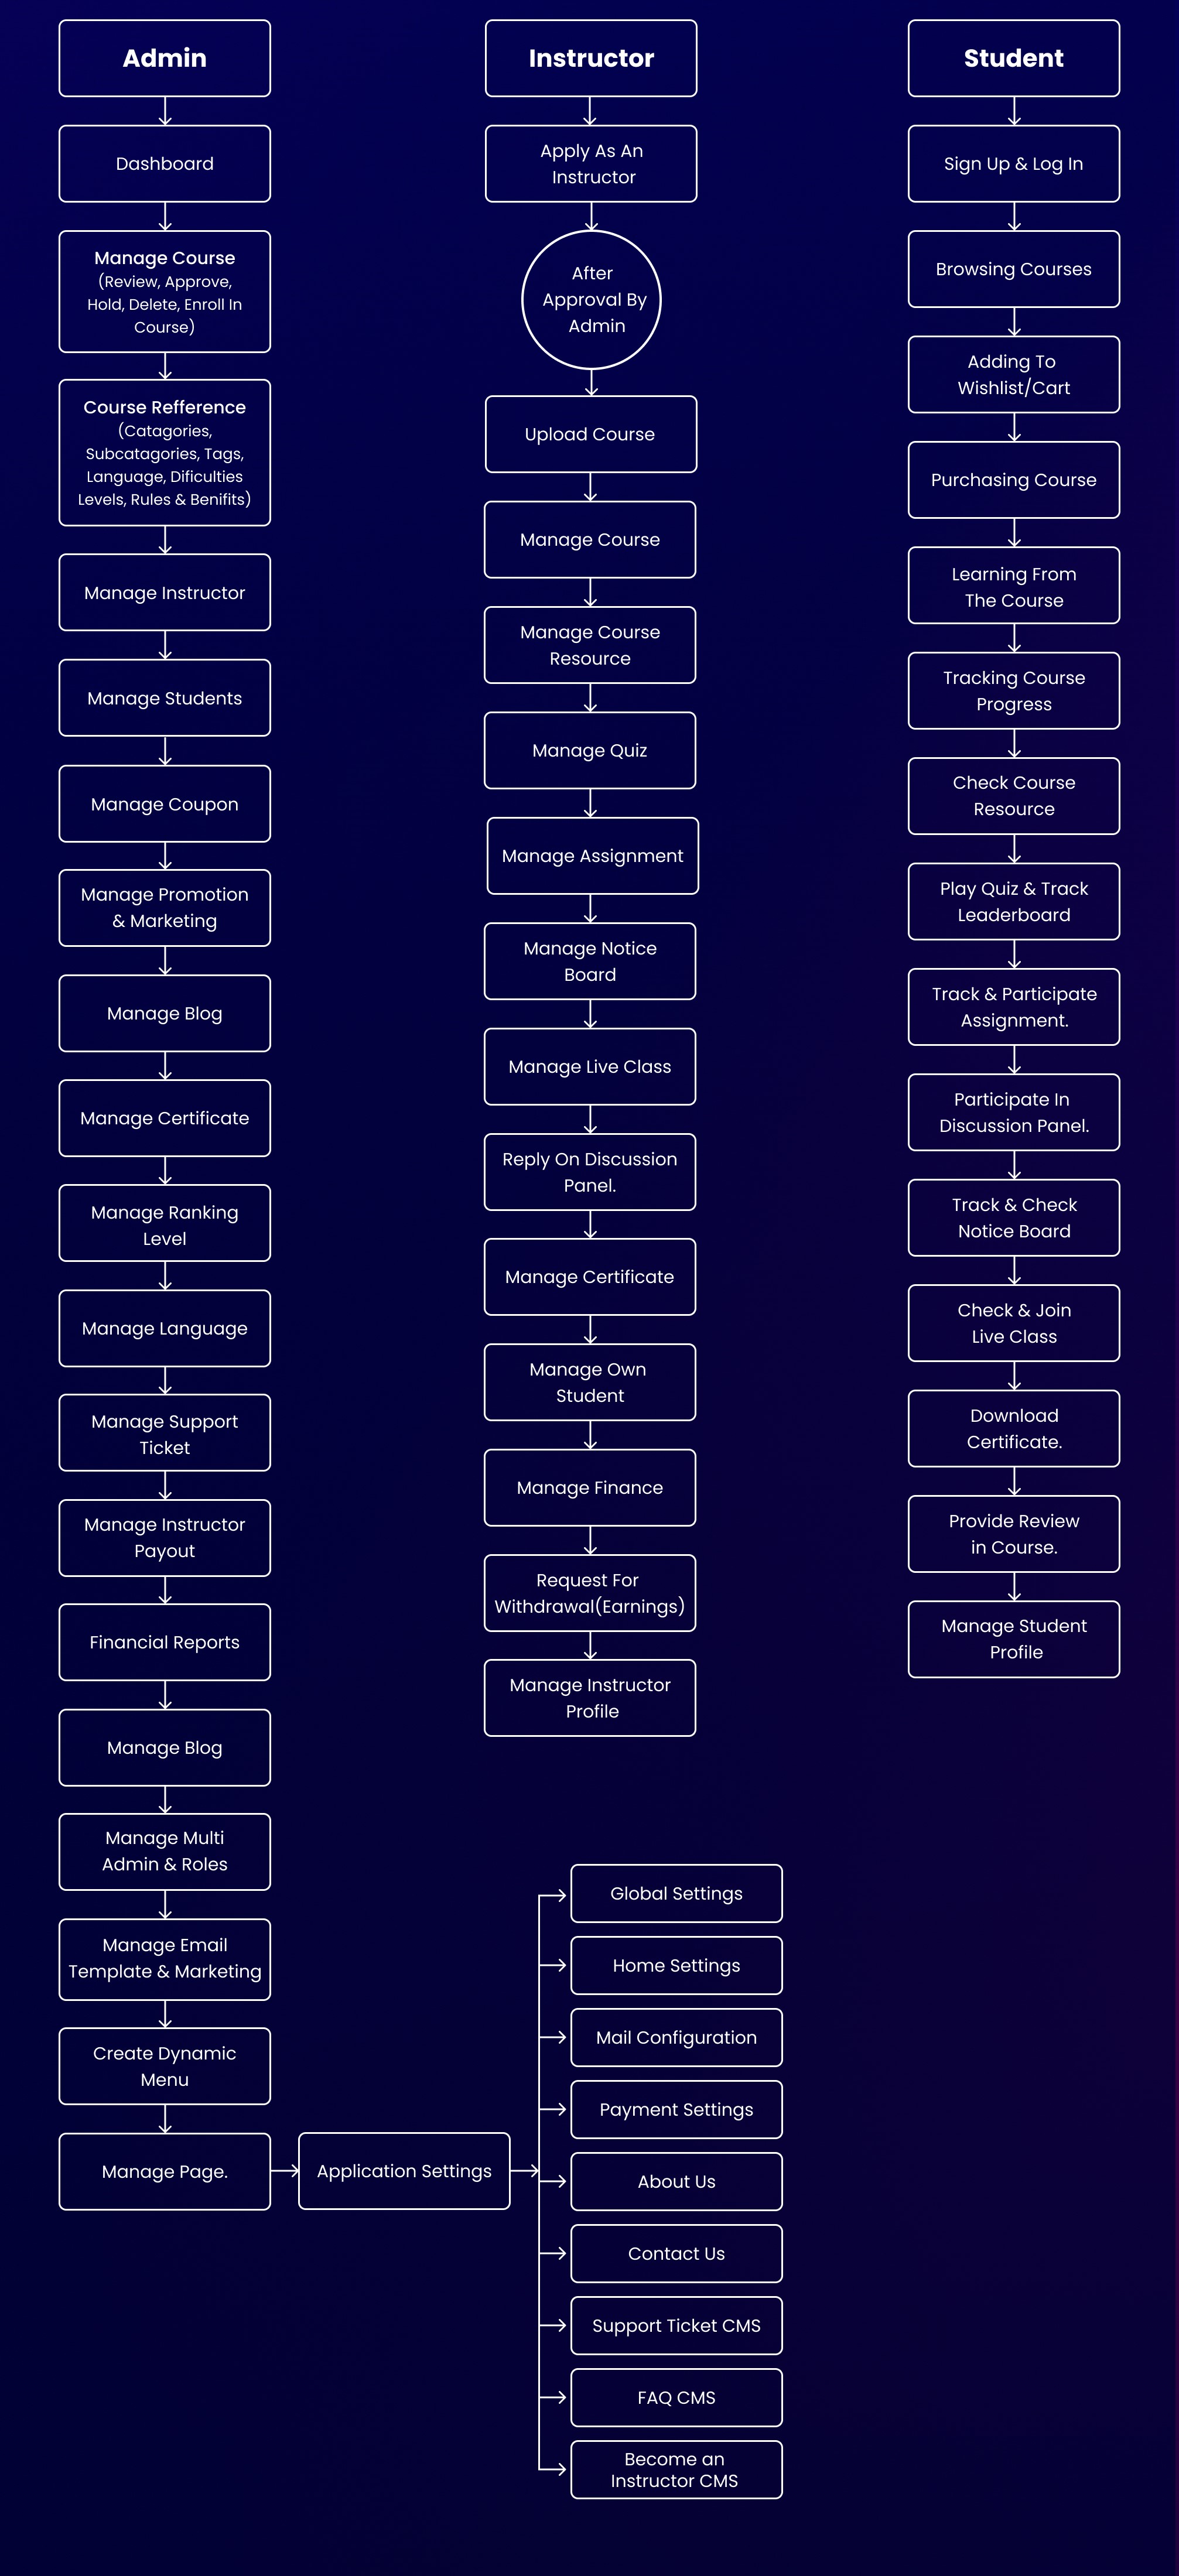 Admin
Dashboard
Manage Course
(Review, Approve,
Hold, Delete, Enroll In
Course)
Course Refference
(Catagories,
Subcatagories, Tags,
Language, Dificulties
Levels, Rules & Benifits)
Manage Instructor
Manage Students
Manage Coupon
Manage Promotion
& Marketing
Manage Blog
Manage Certificate
Manage Ranking
Level
Manage Language
Manage Support
Ticket
Manage Instructor
Payout
Financial Reports
Manage Blog
Manage Multi
Admin & Roles
Manage Email
Template & Marketing
Create Dynamic
Menu
Manage Page.
Application Settings
Global Settings
Home Settings
Mail Configuration
Payment Settings
About Us
Contact Us
Support Ticket CMS
FAQ CMS
Become an
Instructor CMS
Instructor
Apply As An
Instructor
After
Approval By
Admin
Upload Course
Manage Course
Manage Course
Resource
Manage Quiz
Manage Assignment
Manage Notice
Board
Manage Live Class
Reply On Discussion
Panel.
Manage Certificate
Manage Own
Student
Manage Finance
Request For
Withdrawal(Earnings)
Manage Instructor
Profile
Student
Sign Up & Log In
Browsing Courses
Adding To
Wishlist/Cart
Purchasing Course
Learning From
The Course
Tracking Course
Progress
Check Course
Resource
Play Quiz & Track
Leaderboard
Track & Participate
Assignment.
Participate In
Discussion Panel.
Track & Check
Notice Board
Check & Join
Live Class
Download
Certificate.
Provide Review
in Course.
Manage Student
Profile